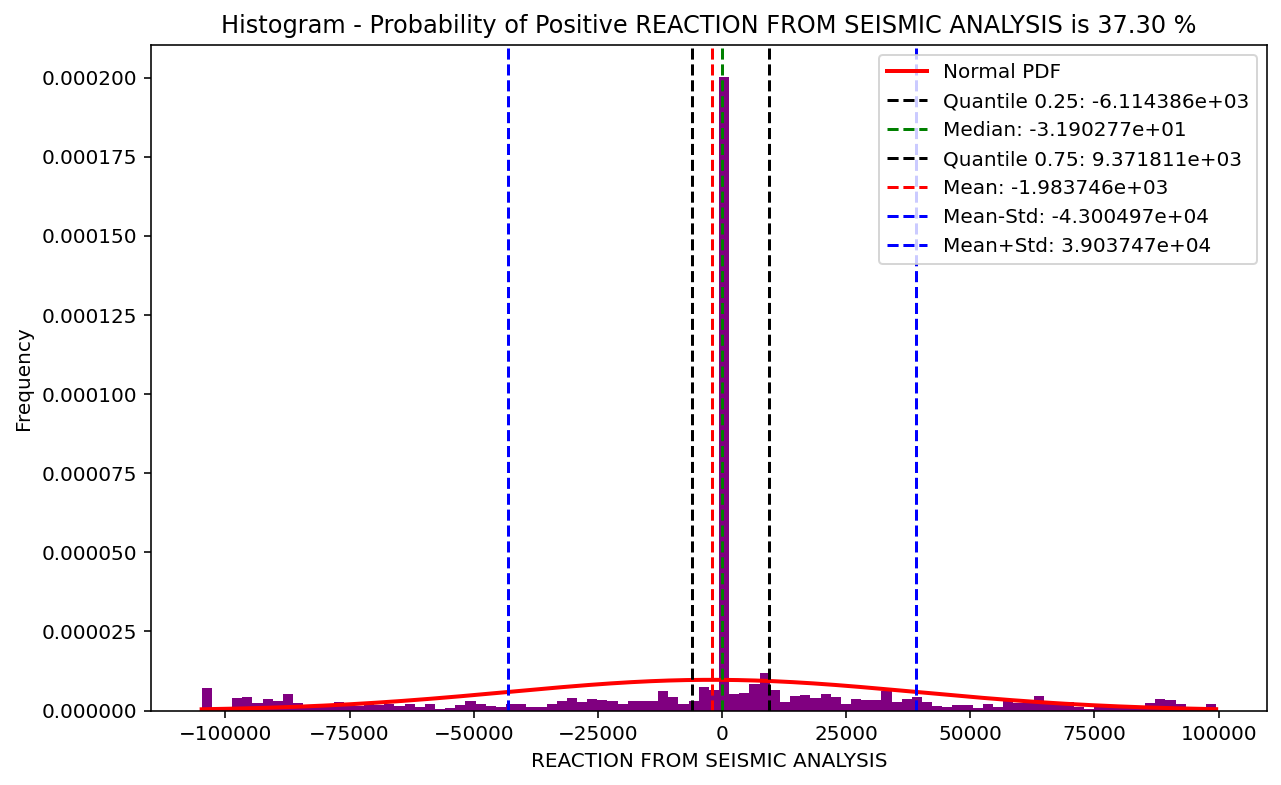 Histogram - Probability of Positive REACTION FROM SEISMIC ANALYSIS is 37.30 %
Normal PDF
Quantile 0.25: -6.114386e+03
Median: -3.190277e+01
Quantile 0.75: 9.371811e+03
Mean: -1.983746e+03
Mean-Std: -4.300497e+04
Mean+Std: 3.903747e+04
Frequency
0.000200
0.000175
0.000150
0.000125
0.000100
0.000075
0.000050
0.000025
0.000000
−100000 −75000 −50000 −25000 0 25000 50000 75000 100000
REACTION FROM SEISMIC ANALYSIS